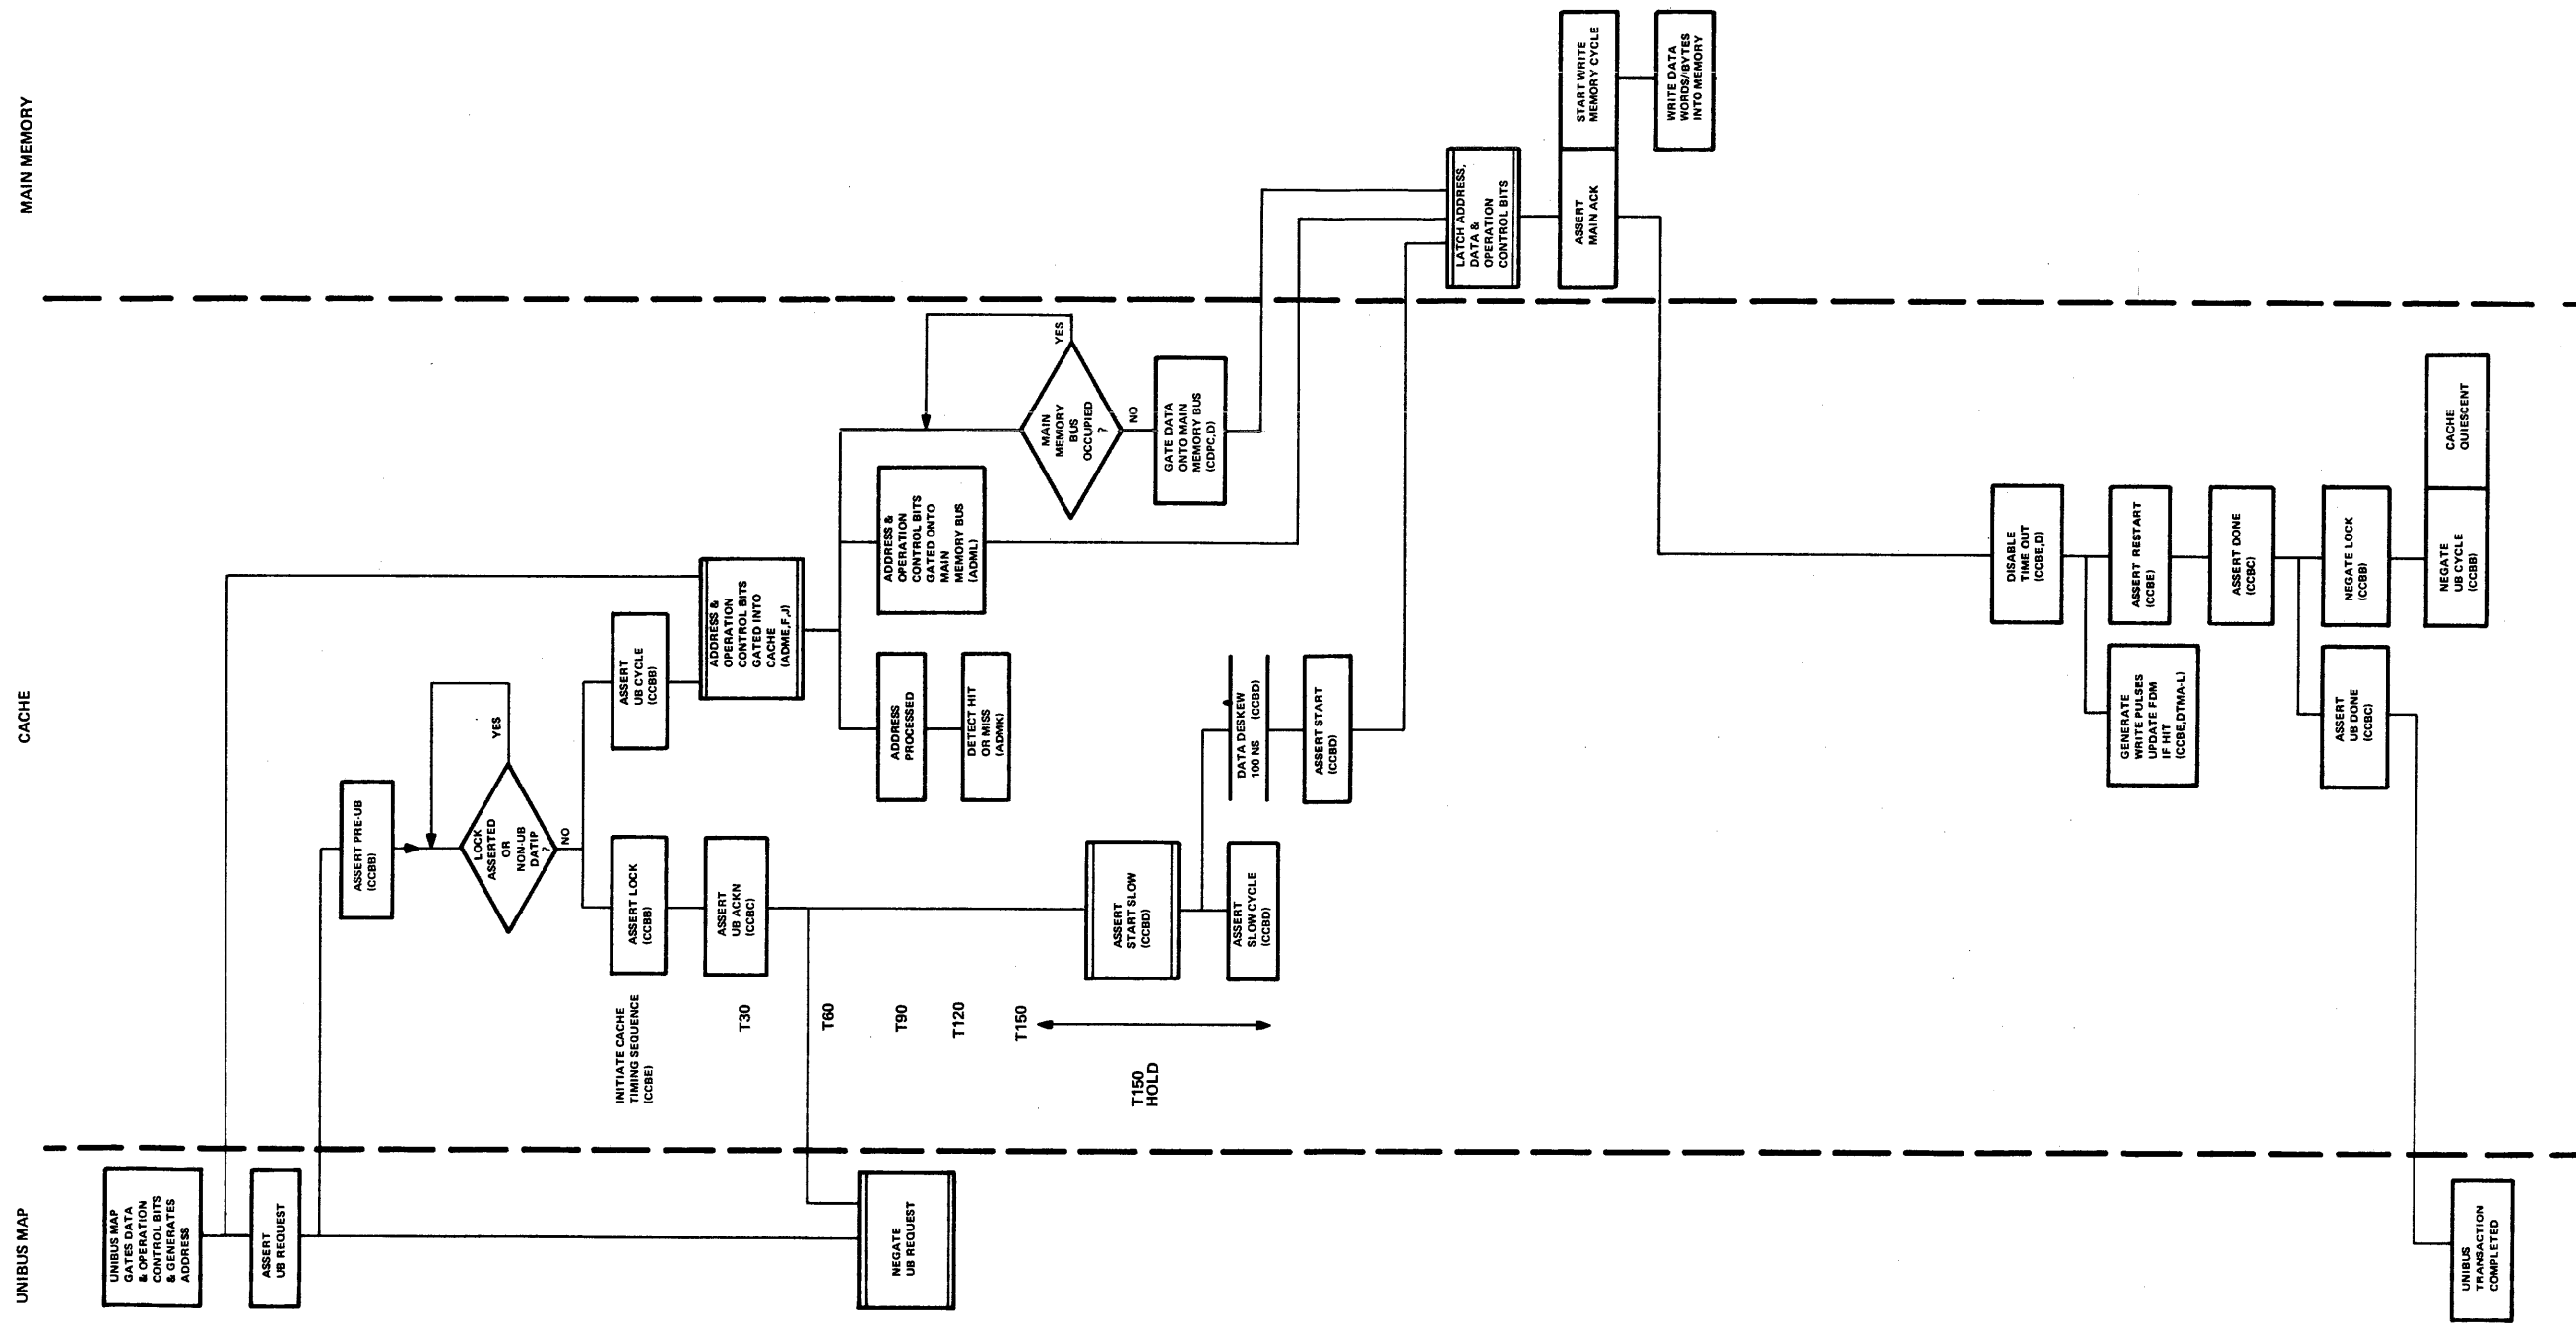 UNIBUS MAP
CACHE
MAIN MEMORY
UNIBUS MAP
GATES DATA
& OPERATION
CONTROL BITS
& GENERATES
ADDRESS
ASSERT
UB REQUEST
ASSERT PRE-UB
(CCBB)
LOCK
ASSERTED
OR
NON-UB
DATIP
?
YES
NO
INITIATE CACHE
TIMING SEQUENCE
(CCBE)
ASSERT LOCK
(CCBB)
ASSERT
UB CYCLE
(CCBB)
T30
ASSERT
UB ACKN
(CCBC)
ADDRESS &
OPERATION
CONTROL BITS
GATED INTO
CACHE
(ADME,F,J)
T60
NEGATE
UB REQUEST
T90
ADDRESS
PROCESSED
ADDRESS &
OPERATION
CONTROL BITS
GATED ONTO
MAIN
MEMORY BUS
(ADML)
T120
DETECT HIT
OR MISS
(ADMK)
T150
MAIN
MEMORY
BUS
OCCUPIED
?
YES
NO
T150
HOLD
ASSERT
START SLOW
(CCBD)
GATE DATA
ONTO MAIN
MEMORY BUS
(CDPC,D)
ASSERT
SLOW CYCLE
(CCBD)
DATA DESKEW
100 NS (CCBD)
ASSERT START
(CCBD)
LATCH ADDRESS,
DATA &
OPERATION
CONTROL BITS
ASSERT
MAIN ACK
START WRITE
MEMORY CYCLE
WRITE DATA
WORDS/BYTES
INTO MEMORY
DISABLE
TIME OUT
(CCBE,D)
GENERATE
WRITE PULSES
UPDATE FDM
IF HIT
(CCBE,DTMA-L)
ASSERT RESTART
(CCBE)
ASSERT DONE
(CCBC)
ASSERT
UB DONE
(CCBC)
NEGATE LOCK
(CCBB)
NEGATE
UB CYCLE
(CCBB)
CACHE
QUIESCENT
UNIBUS
TRANSACTION
COMPLETED